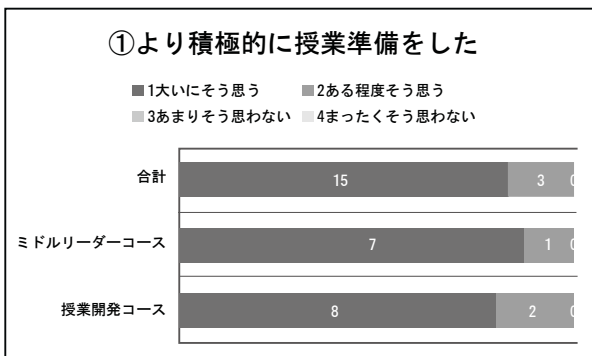 ①より積極的に授業準備をした
■1大いにそう思う ■2ある程度そう思う
■3あまりそう思わない ■4まったくそう思わない
合計 15 3 0
ミドルリーダーコース 7 1 0
授業開発コース 8 2 0